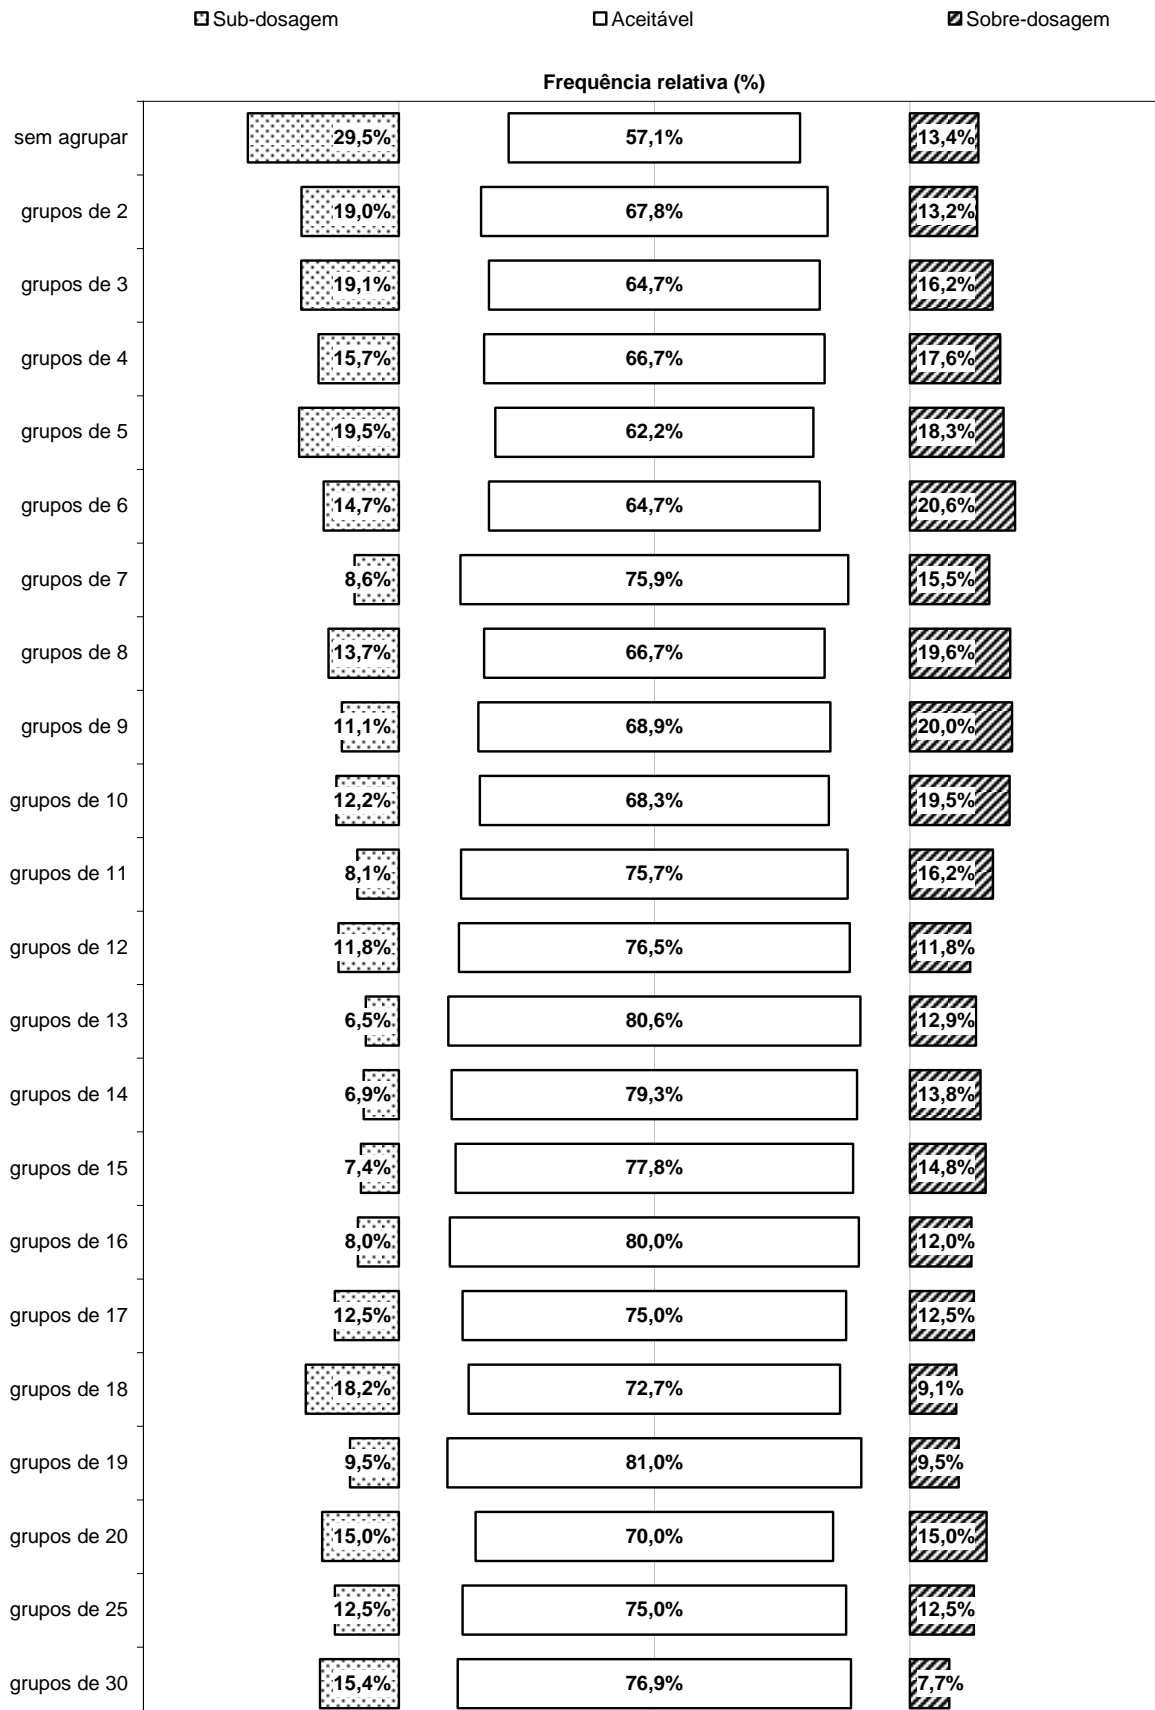 Sub-dosagem Aceitável Sobre-dosagem
Frequência relativa (%)
sem agrupar 29,5% 57,1% 13,4%
grupos de 2 19,0% 67,8% 13,2%
grupos de 3 19,1% 64,7% 16,2%
grupos de 4 15,7% 66,7% 17,6%
grupos de 5 19,5% 62,2% 18,3%
grupos de 6 14,7% 64,7% 20,6%
grupos de 7 8,6% 75,9% 15,5%
grupos de 8 13,7% 66,7% 19,6%
grupos de 9 11,1% 68,9% 20,0%
grupos de 10 12,2% 68,3% 19,5%
grupos de 11 8,1% 75,7% 16,2%
grupos de 12 11,8% 76,5% 11,8%
grupos de 13 6,5% 80,6% 12,9%
grupos de 14 6,9% 79,3% 13,8%
grupos de 15 7,4% 77,8% 14,8%
grupos de 16 8,0% 80,0% 12,0%
grupos de 17 12,5% 75,0% 12,5%
grupos de 18 18,2% 72,7% 9,1%
grupos de 19 9,5% 81,0% 9,5%
grupos de 20 15,0% 70,0% 15,0%
grupos de 25 12,5% 75,0% 12,5%
grupos de 30 15,4% 76,9% 7,7%